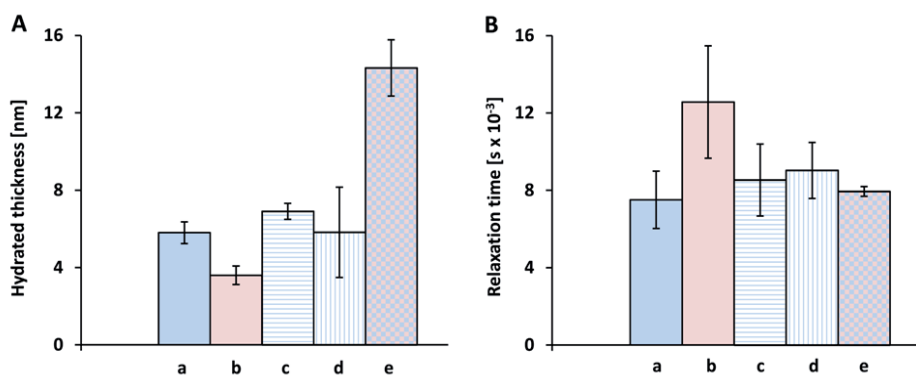 A
Hydrated thickness [nm]
16
12
8
4
0
a b c d e
B
Relaxation time [s x 10⁻³]
16
12
8
4
0
a b c d e